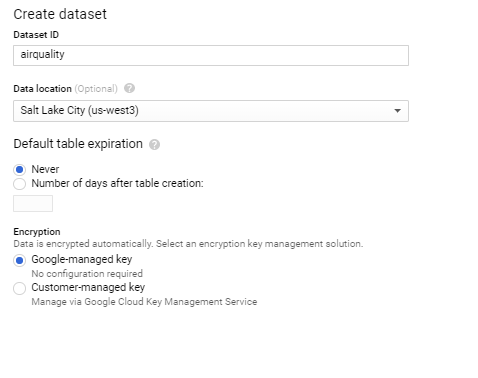 Create dataset
Dataset ID
airquality
Data location (Optional) ?
Salt Lake City (us-west3)
Default table expiration ?
Never
Number of days after table creation:
Encryption
Data is encrypted automatically. Select an encryption key management solution.
Google-managed key
No configuration required
Customer-managed key
Manage via Google Cloud Key Management Service